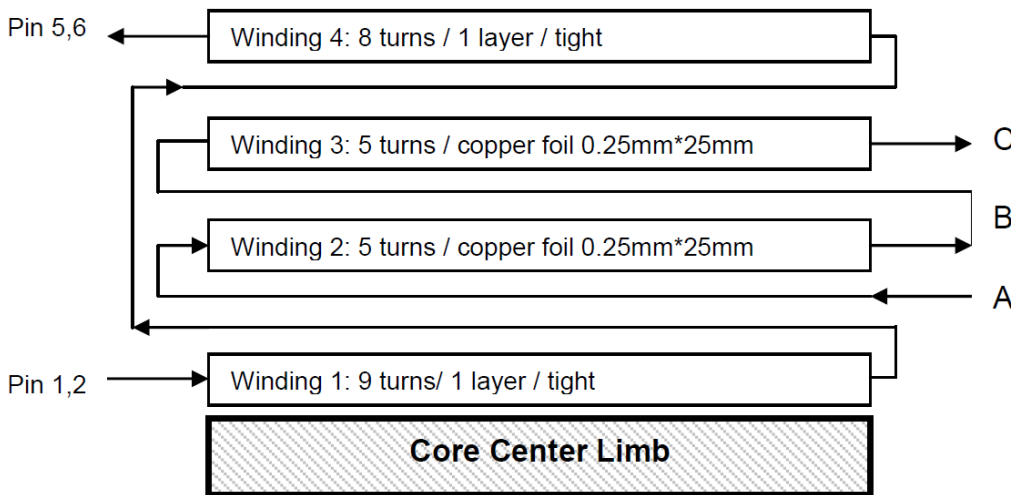 Pin 5,6
Winding 4: 8 turns / 1 layer / tight
Winding 3: 5 turns / copper foil 0.25mm*25mm
C
B
Winding 2: 5 turns / copper foil 0.25mm*25mm
A
Pin 1,2
Winding 1: 9 turns/ 1 layer / tight
Core Center Limb